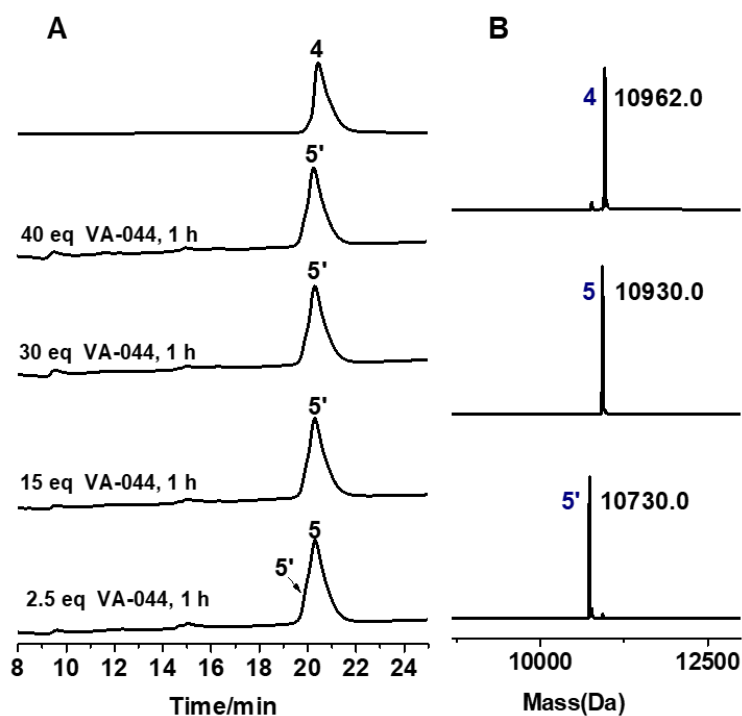 A
4
5'
40 eq VA-044, 1 h
5'
30 eq VA-044, 1 h
5'
15 eq VA-044, 1 h
5
5'
2.5 eq VA-044, 1 h
8 10 12 14 16 18 20 22 24
Time/min
B
4 10962.0
5 10930.0
5' 10730.0
10000 12500
Mass(Da)